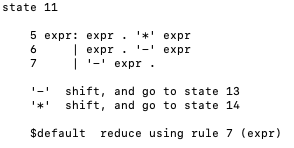 state 11
5 expr: expr . '*' expr
6 | expr . '-' expr
7 | '-' expr .
'-' shift, and go to state 13
'*' shift, and go to state 14
$default reduce using rule 7 (expr)